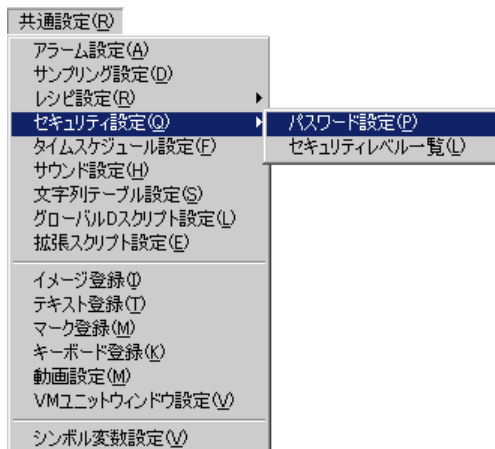 共通設定(R)
アラーム設定(A)
サンプリング設定(D)
レシピ設定(R)
セキュリティ設定(Q)
パスワード設定(P)
セキュリティレベル一覧(L)
タイムスケジュール設定(F)
サウンド設定(H)
文字列テーブル設定(S)
グローバルDスクリプト設定(L)
拡張スクリプト設定(E)
イメージ登録(I)
テキスト登録(T)
マーク登録(M)
キーボード登録(K)
動画設定(M)
VMユニットウィンドウ設定(V)
シンボル変数設定(V)